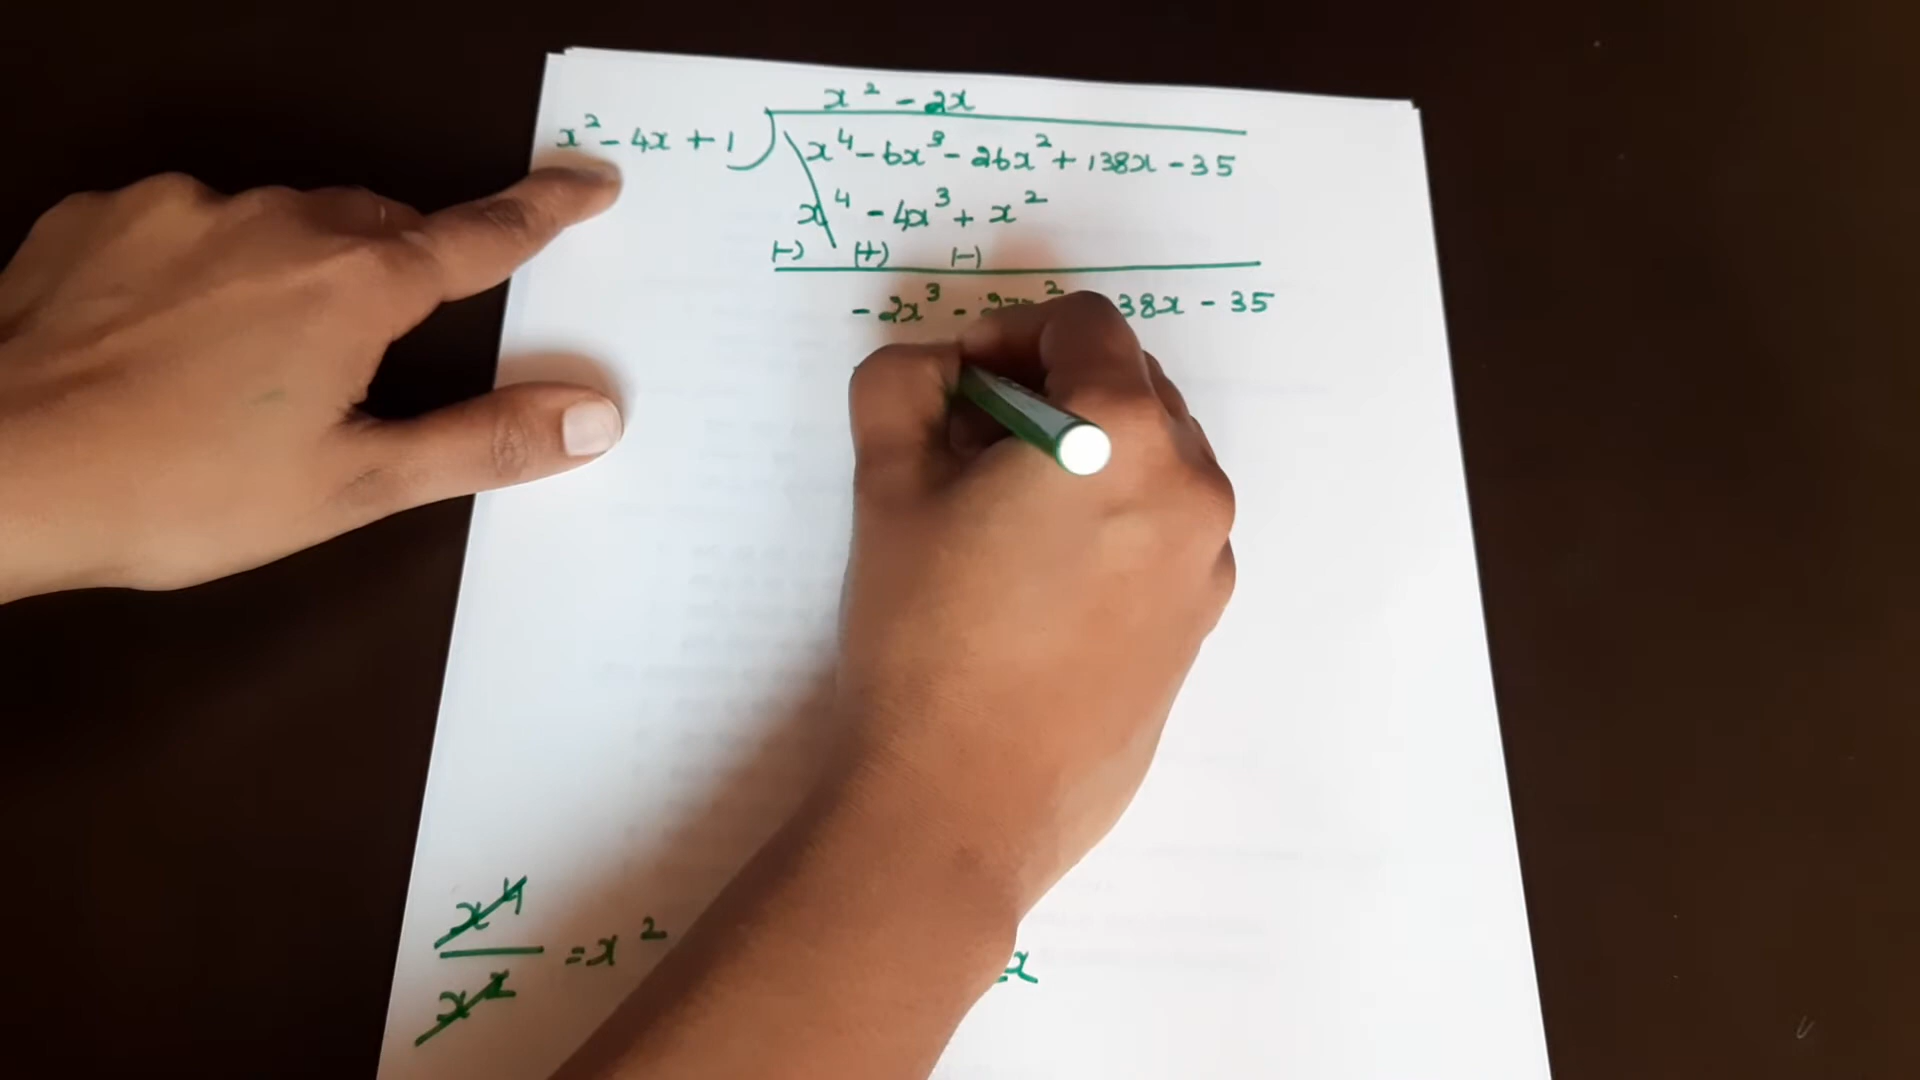 x² - 2x
x² - 4x + 1 ) x⁴ - 6x³ - 26x² + 138x - 35
x⁴ - 4x³ + x²
(-) (+) (-)
- 2x³ - 27x² 38x - 35
x⁴
x²
= x²
x